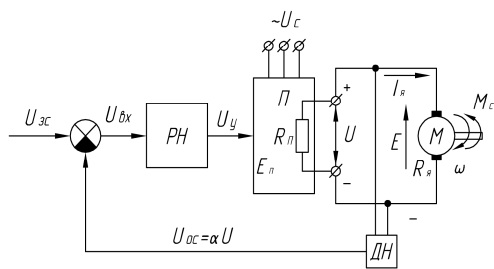 ~Uс
Uзс
Uвх
РН
Uу
П
Rп
Eп
+
U
−
Iя
E
М
Rя
Mс
ω
−
Uос=αU
ДН